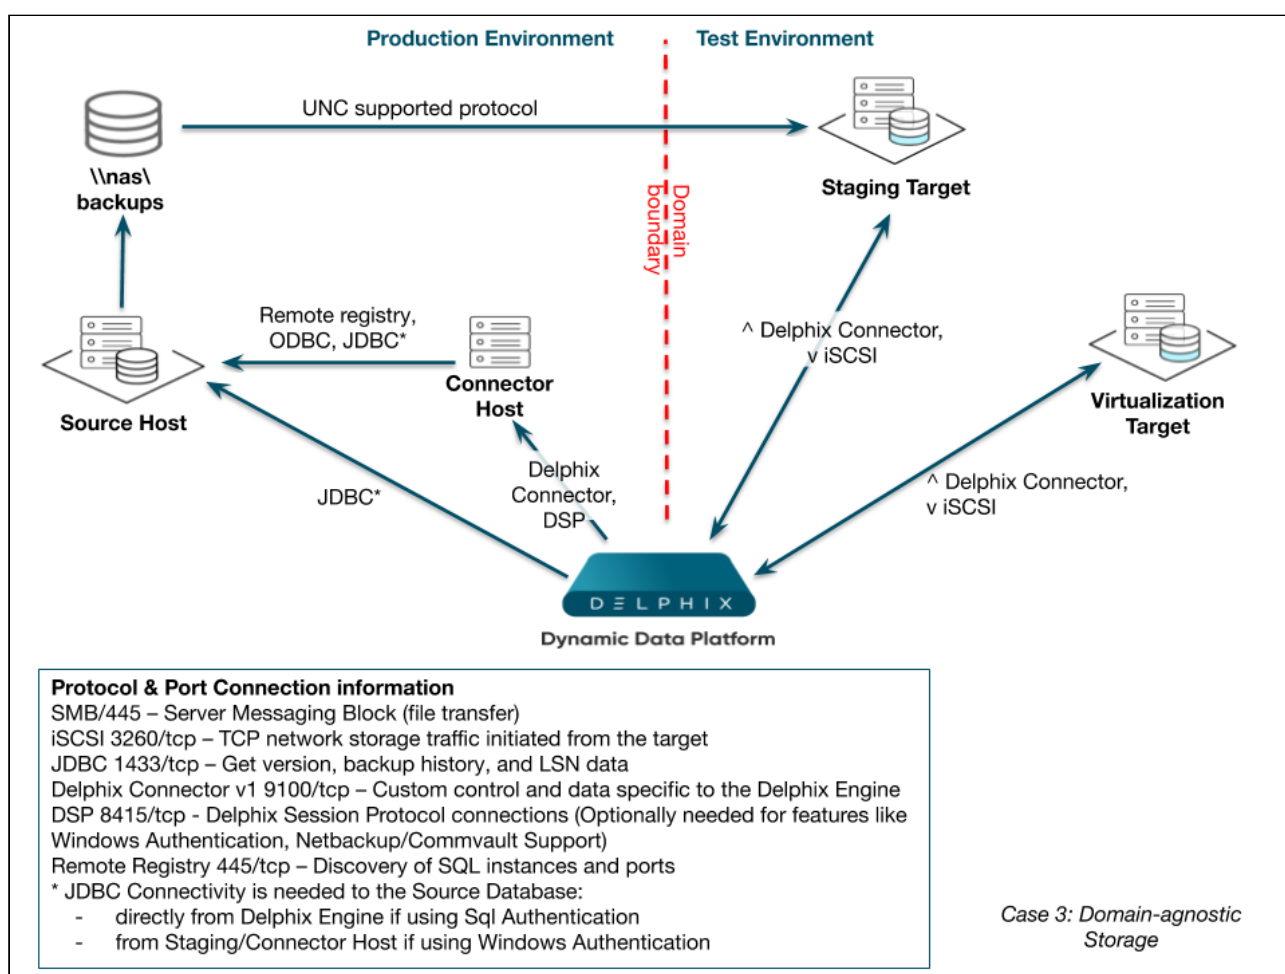 Production Environment
Test Environment
UNC supported protocol
\\nas\
backups
Staging Target
Domain
boundary
Remote registry,
ODBC, JDBC*
Connector
Host
Source Host
^ Delphix Connector,
v iSCSI
Virtualization
Target
^ Delphix Connector,
v iSCSI
JDBC*
Delphix
Connector,
DSP
DELPHIX
Dynamic Data Platform
Protocol & Port Connection information
SMB/445 – Server Messaging Block (file transfer)
iSCSI 3260/tcp – TCP network storage traffic initiated from the target
JDBC 1433/tcp – Get version, backup history, and LSN data
Delphix Connector v1 9100/tcp – Custom control and data specific to the Delphix Engine
DSP 8415/tcp - Delphix Session Protocol connections (Optionally needed for features like
Windows Authentication, Netbackup/Commvault Support)
Remote Registry 445/tcp – Discovery of SQL instances and ports
* JDBC Connectivity is needed to the Source Database:
- directly from Delphix Engine if using Sql Authentication
- from Staging/Connector Host if using Windows Authentication
Case 3: Domain-agnostic
Storage